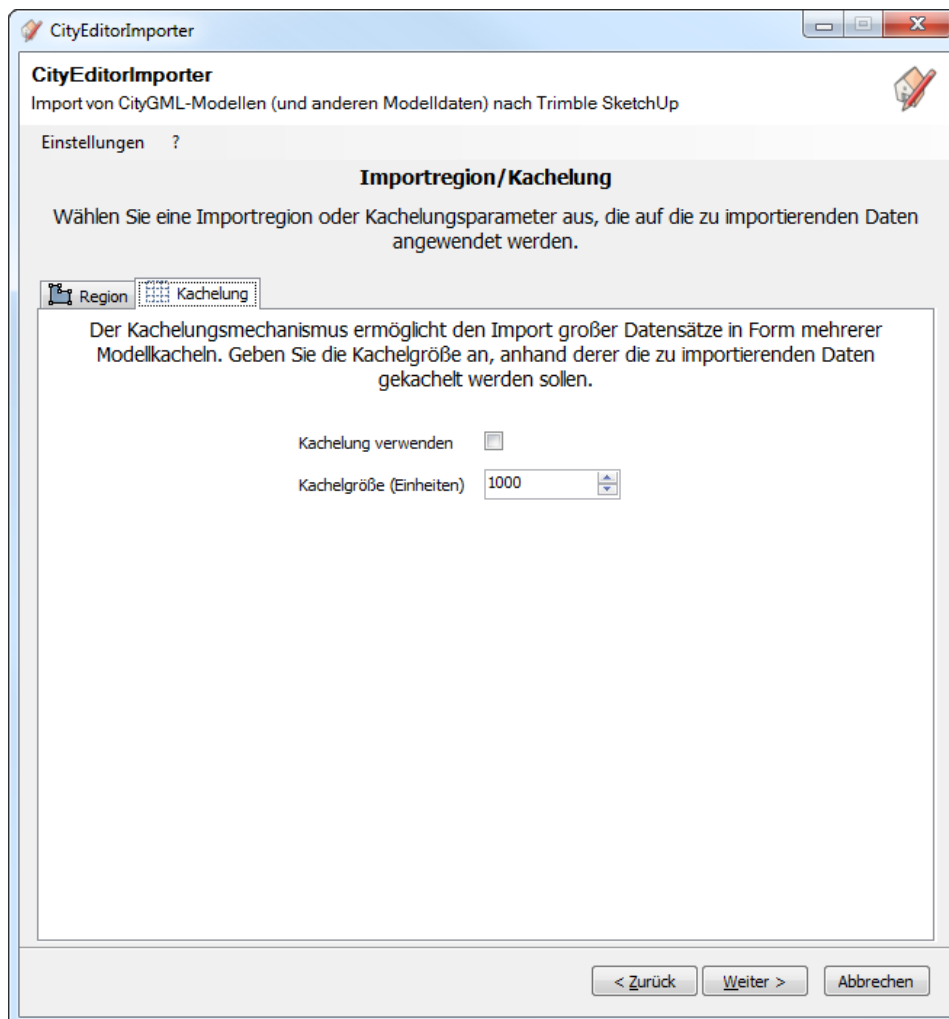 CityEditorImporter
CityEditorImporter
Import von CityGML-Modellen (und anderen Modelldaten) nach Trimble SketchUp
Einstellungen ?
Importregion/Kachelung
Wählen Sie eine Importregion oder Kachelungsparameter aus, die auf die zu importierenden Daten
angewendet werden.
Region Kachelung
Der Kachelungsmechanismus ermöglicht den Import großer Datensätze in Form mehrerer
Modellkacheln. Geben Sie die Kachelgröße an, anhand derer die zu importierenden Daten
gekachelt werden sollen.
Kachelung verwenden
Kachelgröße (Einheiten) 1000
< Zurück Weiter > Abbrechen